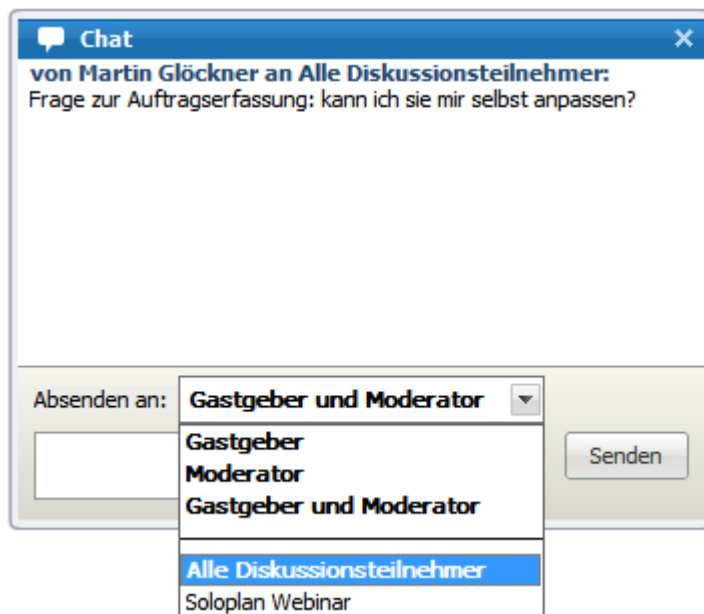 Chat
von Martin Glöckner an Alle Diskussionsteilnehmer:
Frage zur Auftragserfassung: kann ich sie mir selbst anpassen?
Absenden an: Gastgeber und Moderator
Gastgeber
Moderator
Gastgeber und Moderator
Senden
Alle Diskussionsteilnehmer
Soloplan Webinar